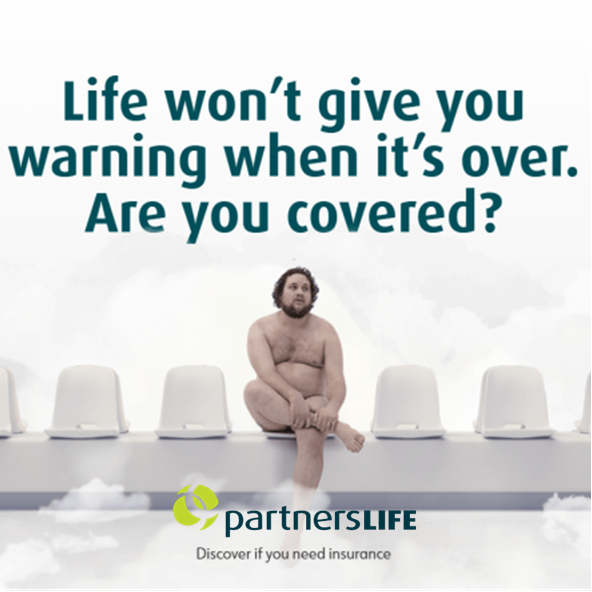 Life won't give you
warning when it's over.
Are you covered?
partnersLIFE
Discover if you need insurance